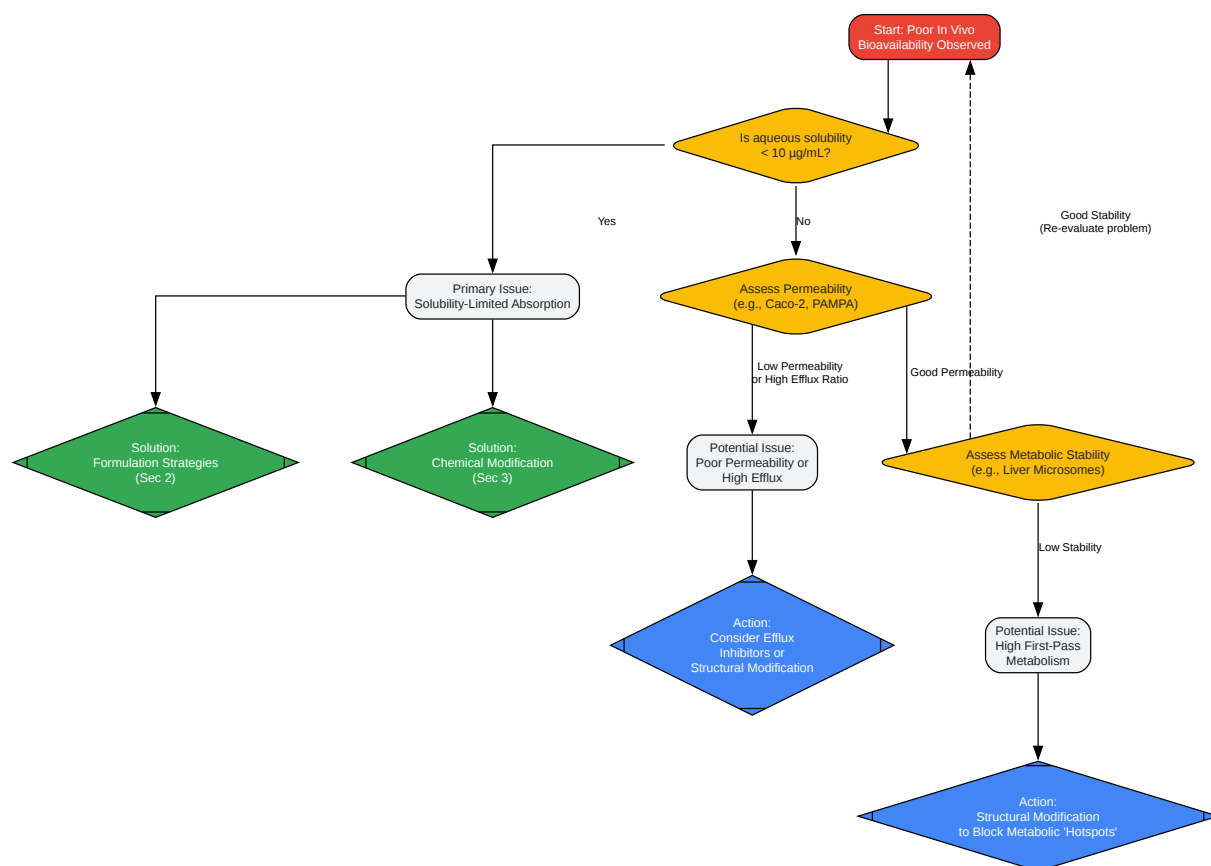 Start: Poor In Vivo
Bioavailability Observed
Is aqueous solubility
< 10 µg/mL?
Yes
No
Good Stability
(Re-evaluate problem)
Primary Issue:
Solubility-Limited Absorption
Assess Permeability
(e.g., Caco-2, PAMPA)
Low Permeability
or High Efflux Ratio
Good Permeability
Solution:
Formulation Strategies
(Sec 2)
Solution:
Chemical Modification
(Sec 3)
Potential Issue:
Poor Permeability or
High Efflux
Assess Metabolic Stability
(e.g., Liver Microsomes)
Low Stability
Action:
Consider Efflux
Inhibitors or
Structural Modification
Potential Issue:
High First-Pass
Metabolism
Action:
Structural Modification
to Block Metabolic 'Hotspots'